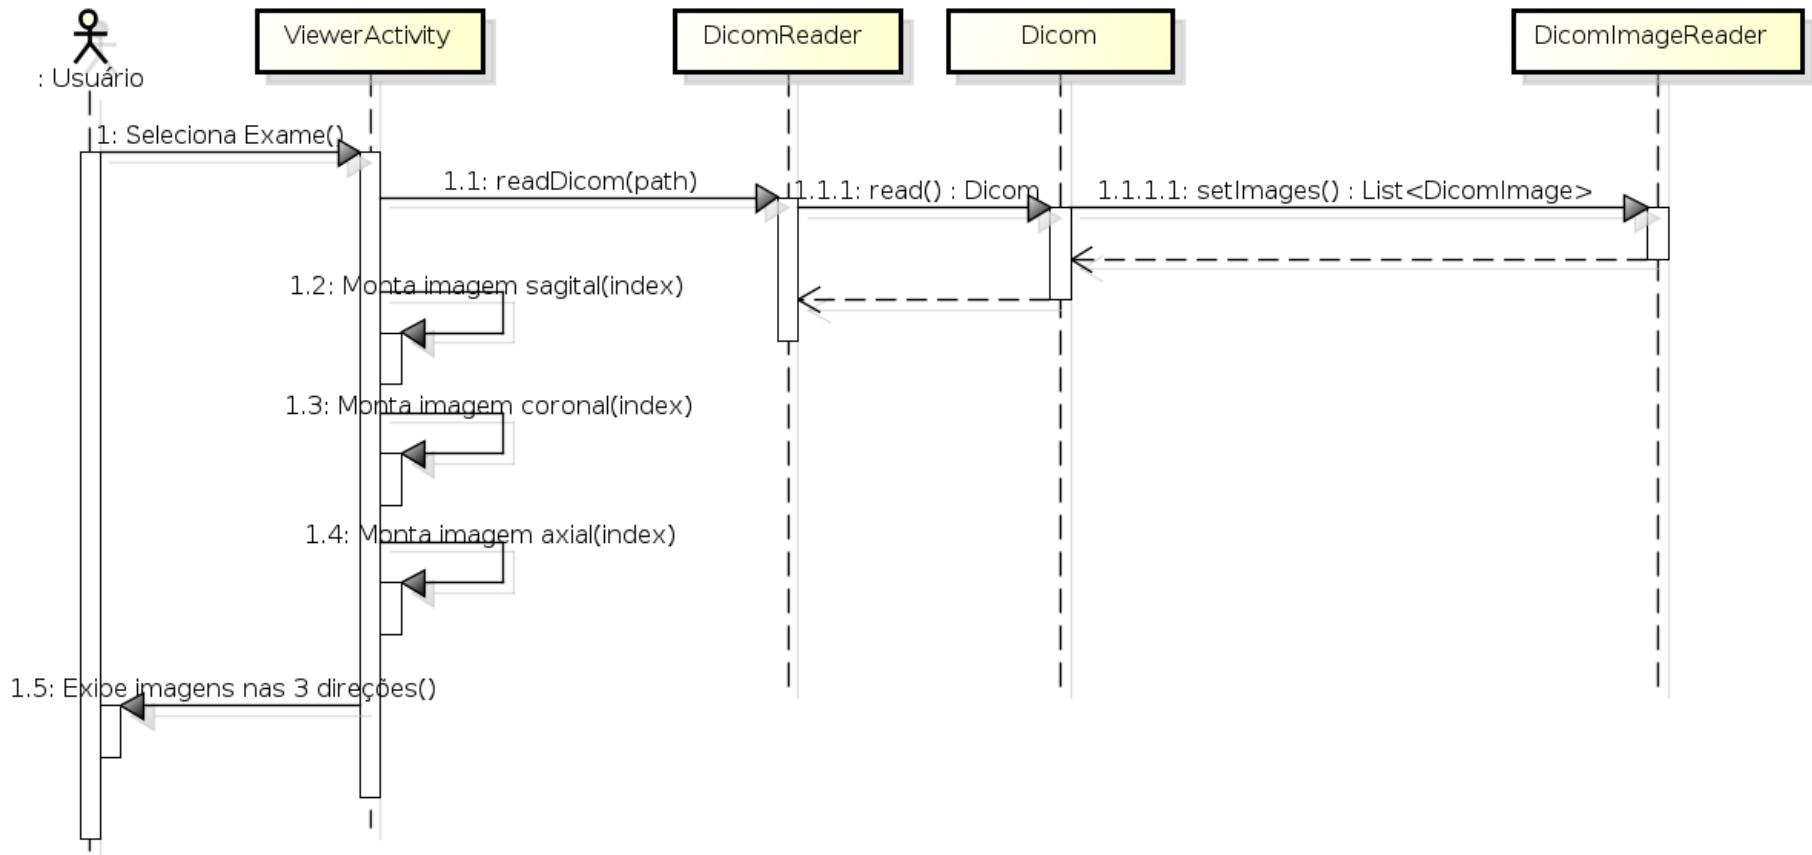 ViewerActivity
DicomReader
Dicom
DicomImageReader
: Usuário
1: Seleciona Exame()
1.1: readDicom(path)
1.1.1: read() : Dicom
1.1.1.1: setImages() : List<DicomImage>
1.2: Monta imagem sagital(index)
1.3: Monta imagem coronal(index)
1.4: Monta imagem axial(index)
1.5: Exibe imagens nas 3 direções()